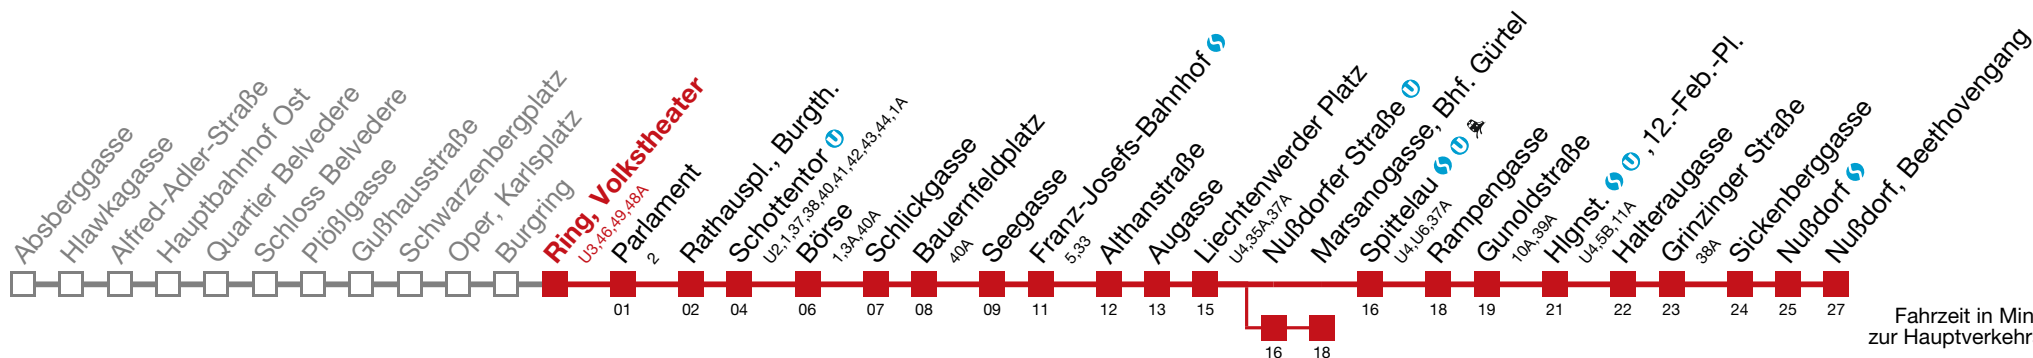 Absberggasse
Hlawkagasse
Alfred-Adler-Straße
Hauptbahnhof Ost
Quartier Belvedere
Schloss Belvedere
Plößlgasse
Gußhausstraße
Schwarzenbergplatz
Oper, Karlsplatz
Burgring
Ring, Volkstheater
U3,46,49,48A
Parlament
2
Rathauspl., Burgth.
Schottentor
U2,1,37,38,40,41,42,43,44,1A
Börse
1,3A,40A
Schlickgasse
Bauernfeldplatz
40A
Seegasse
Franz-Josefs-Bahnhof
5,33
Althanstraße
Augasse
Liechtenwerder Platz
U4,35A,37A
Nußdorfer Straße
Marsanogasse, Bhf. Gürtel
Spittelau
U4,U6,37A
Rampengasse
Gunoldstraße
10A,39A
Hlgnst. , 12.-Feb.-Pl.
U4,5B,11A
Halteraugasse
Grinzinger Straße
38A
Sickenberggasse
Nußdorf
Nußdorf, Beethovengang
01 02 04 06 07 08 09 11 12 13 15 16 18 19 21 22 23 24 25 27
16 18
Fahrzeit in Min
zur Hauptverkehr